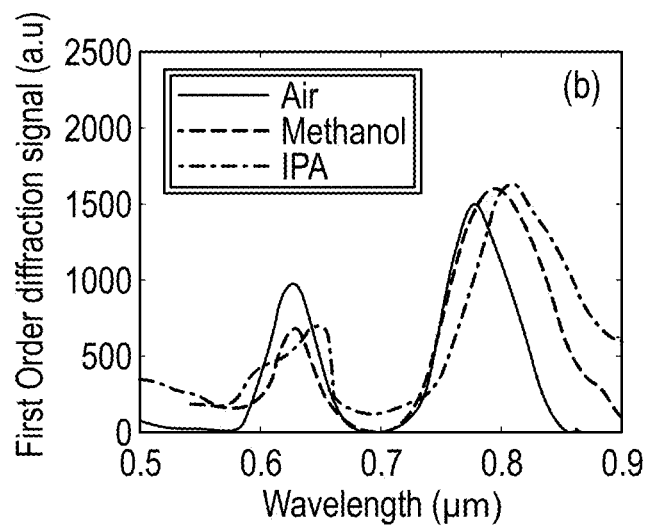 First Order diffraction signal (a.u)
2500
2000
1500
1000
500
0
Air
Methanol
IPA
(b)
0.5 0.6 0.7 0.8 0.9
Wavelength (µm)